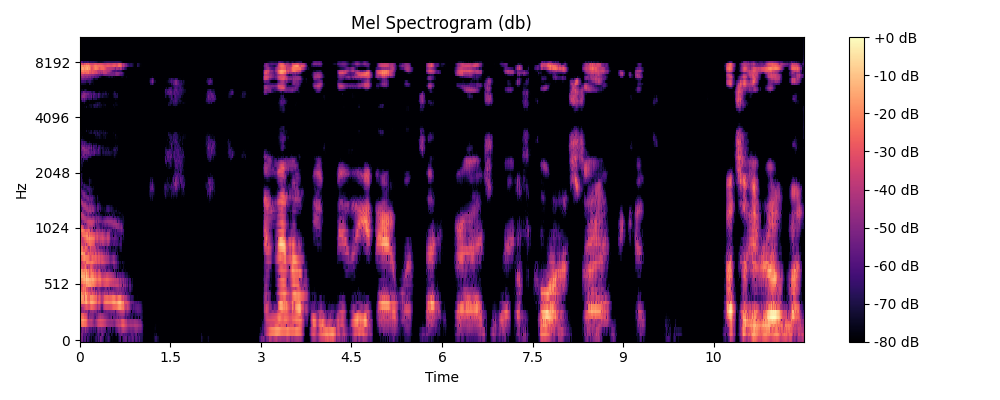 Mel Spectrogram (db)
8192
4096
2048
1024
512
0
Hz
0 1.5 3 4.5 6 7.5 9 10
Time
+0 dB
-10 dB
-20 dB
-30 dB
-40 dB
-50 dB
-60 dB
-70 dB
-80 dB